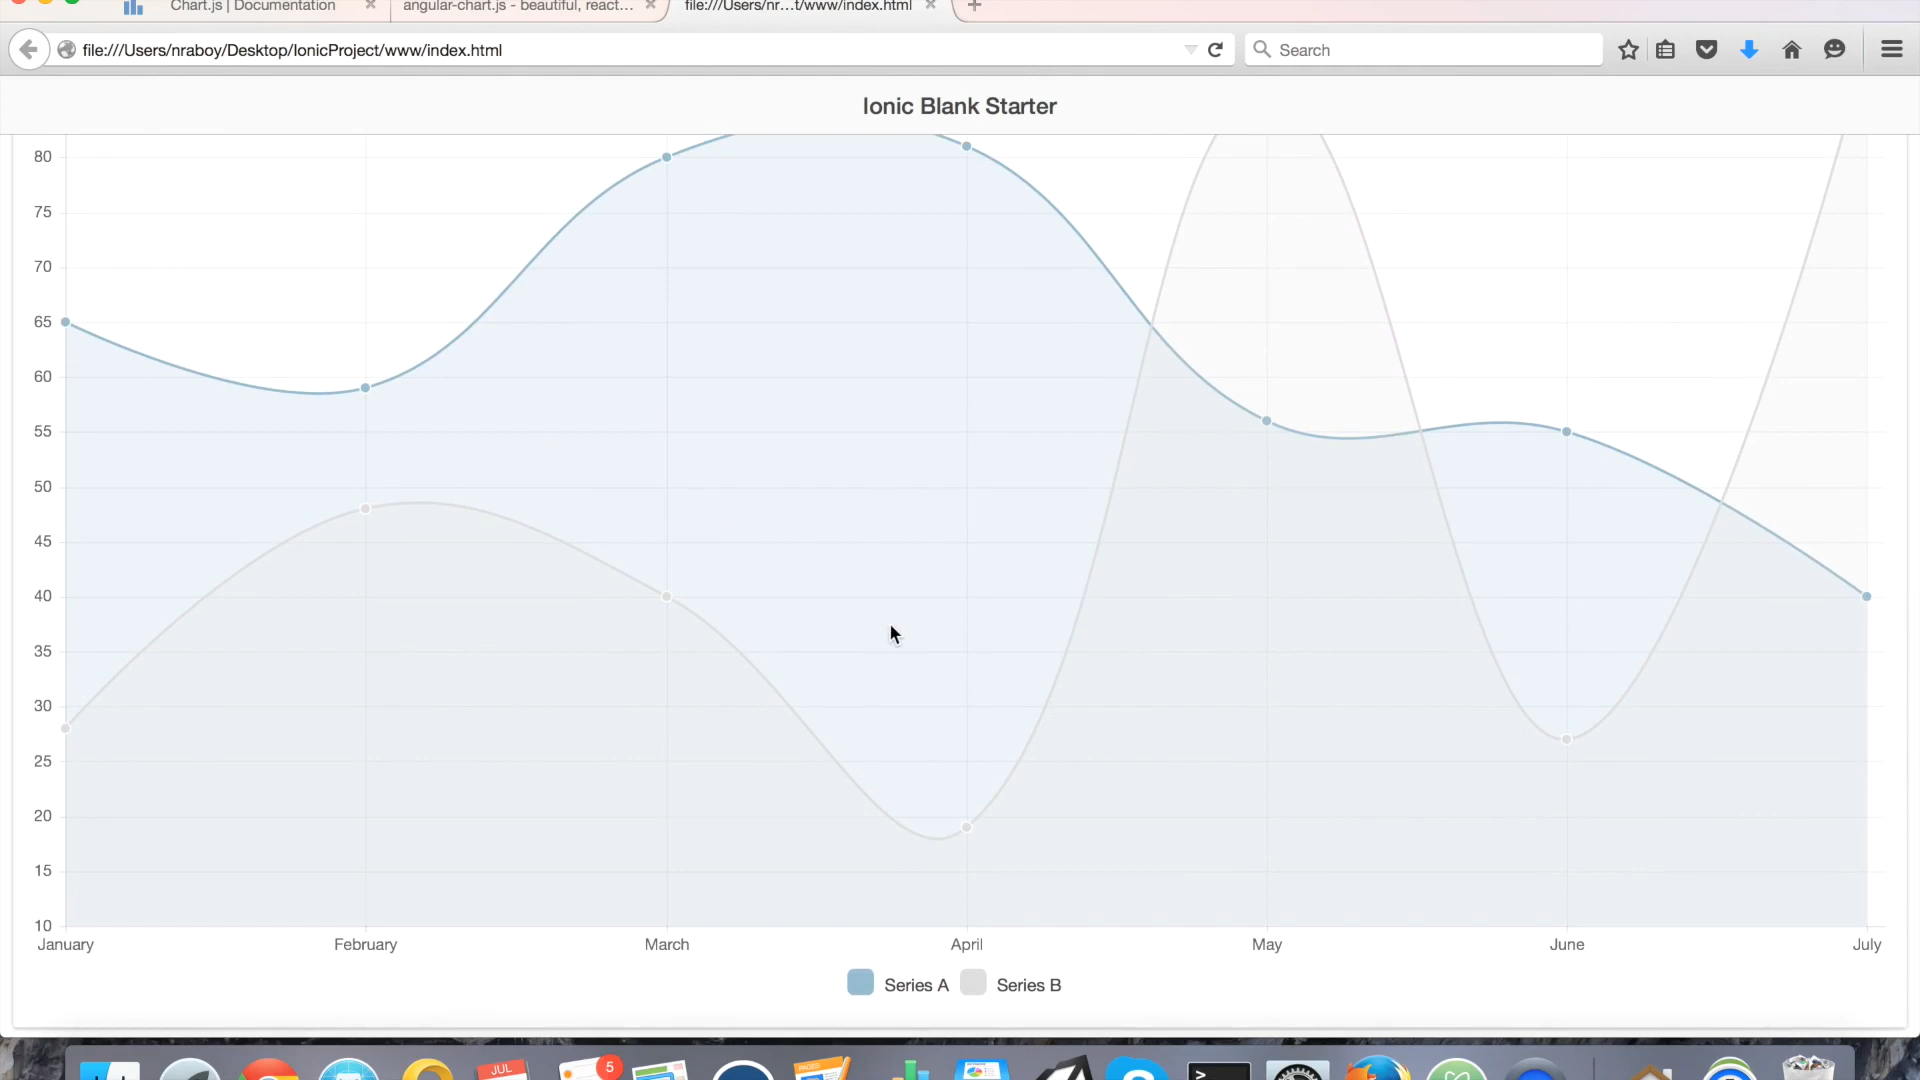 Chart.js | Documentation
angular-chart.js - beautiful, react...
file:///Users/nr...t/www/index.html
file:///Users/nraboy/Desktop/IonicProject/www/index.html
Search
Ionic Blank Starter
80
75
70
65
60
55
50
45
40
35
30
25
20
15
10
January February March April May June July
Series A Series B
JUL
5
PAGES